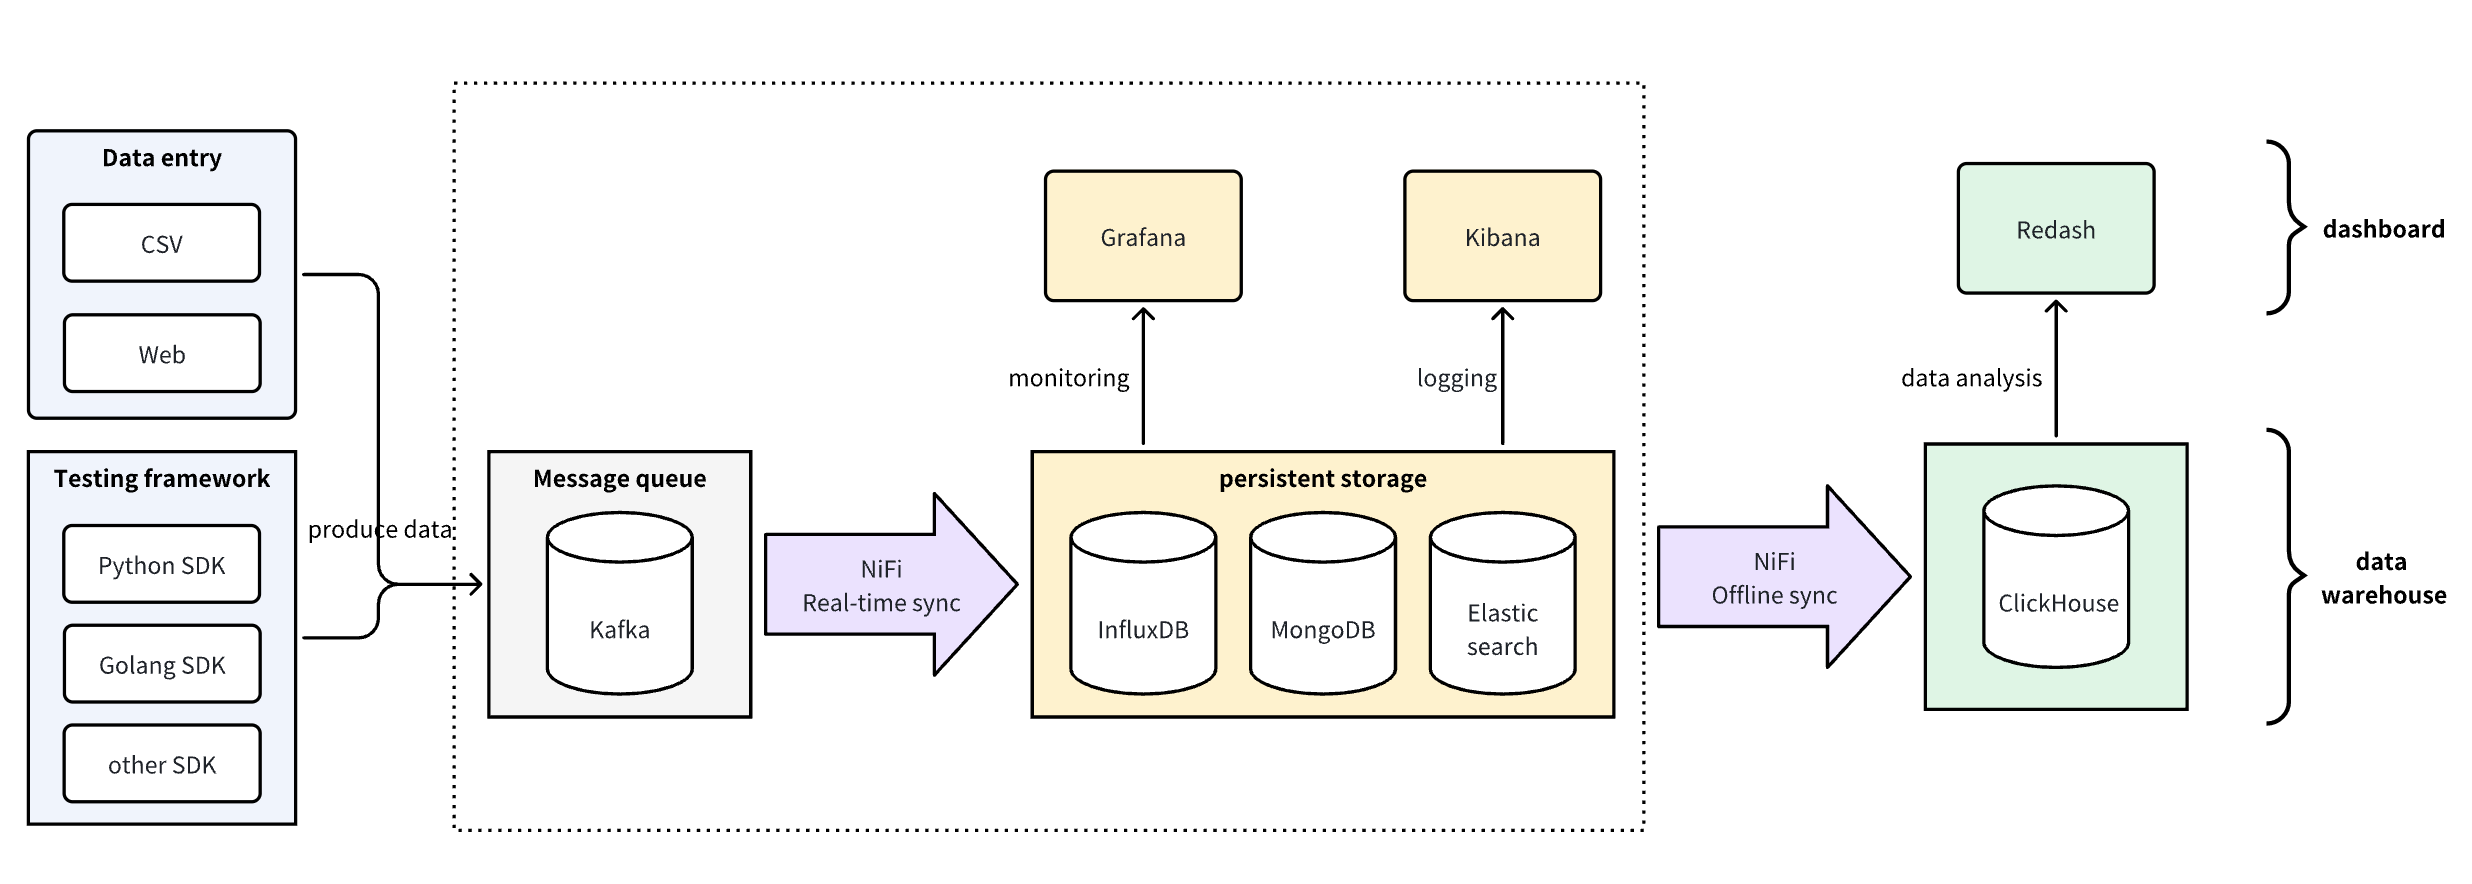 Data entry
CSV
Web
Testing framework
Python SDK
Golang SDK
other SDK
produce data
Message queue
Kafka
NiFi
Real-time sync
Grafana
Kibana
monitoring
logging
persistent storage
InfluxDB
MongoDB
Elastic
search
NiFi
Offline sync
Redash
data analysis
ClickHouse
dashboard
data
warehouse